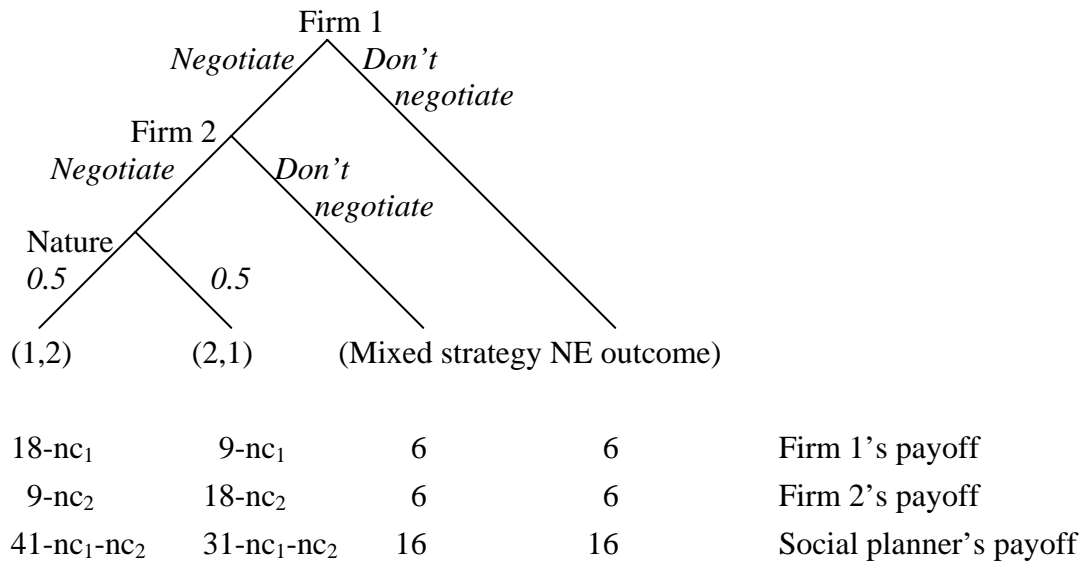 Firm 1
Negotiate Don't
negotiate
Firm 2
Negotiate Don't
negotiate
Nature
0.5 0.5
(1,2) (2,1) (Mixed strategy NE outcome)
18-nc₁ 9-nc₁ 6 6 Firm 1’s payoff
9-nc₂ 18-nc₂ 6 6 Firm 2’s payoff
41-nc₁-nc₂ 31-nc₁-nc₂ 16 16 Social planner’s payoff